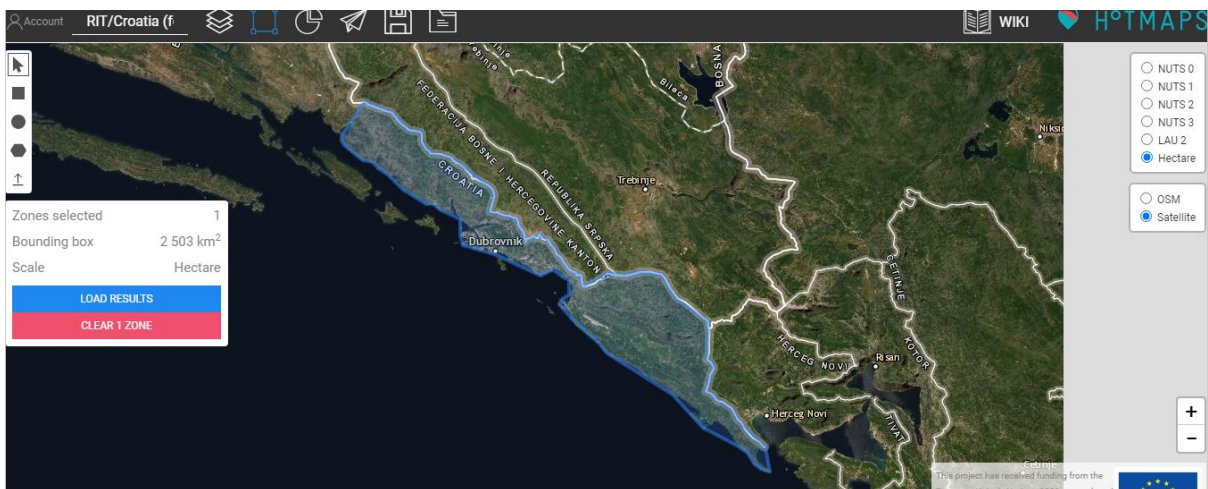 Account
RIT/Croatia (f
WIKI
HOTMAPS
NUTS 0
NUTS 1
NUTS 2
NUTS 3
LAU 2
Hectare
OSM
Satellite
Zones selected 1
Bounding box 2 503 km2
Scale Hectare
LOAD RESULTS
CLEAR 1 ZONE
BOSNA
Bileca
Trebinje
FEDERACIJA BOSNE I HERCEGOVINE KANTON
REPUBLIKA SRPSKA
CROATIA
Trebinje
Niksic
Dubrovnik
CETINJE
KOTOR
HERCEG NOVI
Risan
Herceg Novi
TIVAT
Cetinje
+
−
This project has received funding from the